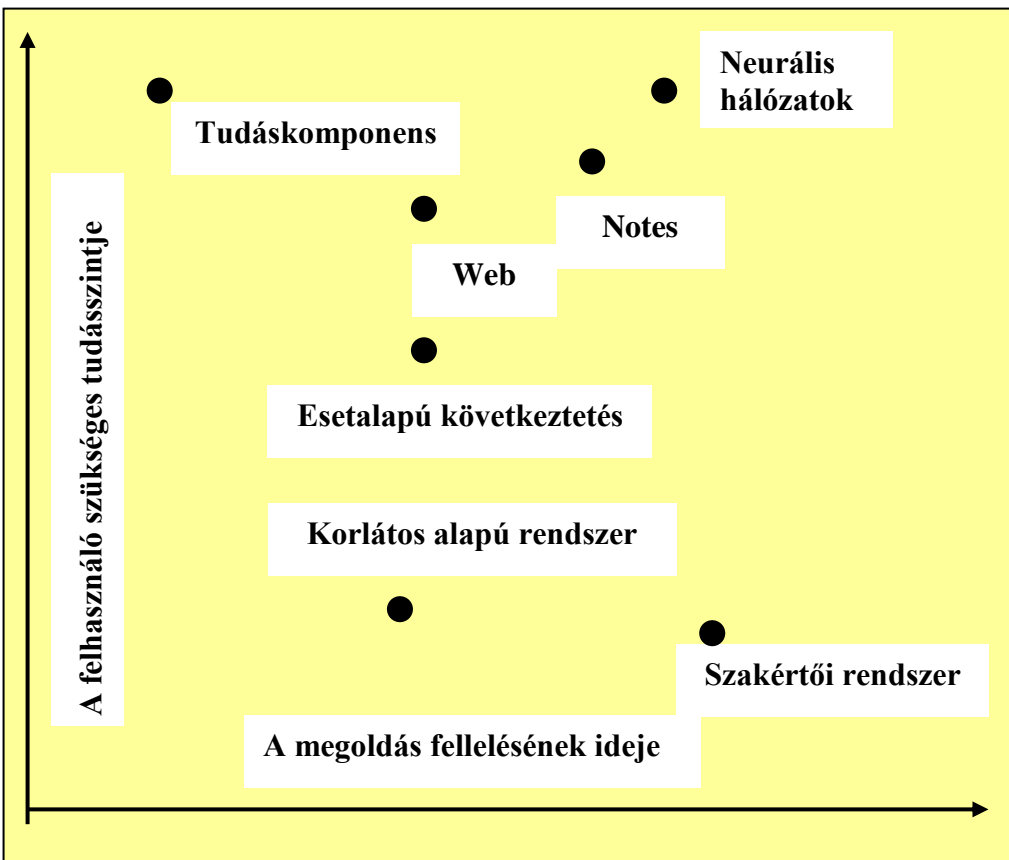 Neurális
hálózatok
Tudáskomponens
Notes
Web
A felhasználó szükséges tudásszintje
Esetalapú következtetés
Korlátos alapú rendszer
Szakértői rendszer
A megoldás fellelésének ideje